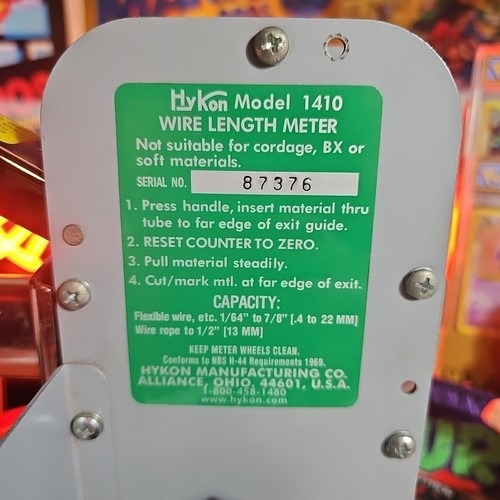 HyKon Model 1410
WIRE LENGTH METER
Not suitable for cordage, BX or
soft materials.
SERIAL NO. 87376
1. Press handle, insert material thru
tube to far edge of exit guide.
2. RESET COUNTER TO ZERO.
3. Pull material steadily.
4. Cut/mark mtl. at far edge of exit.
CAPACITY:
Flexible wire, etc. 1/64" to 7/8" [.4 to 22 MM]
Wire rope to 1/2" [13 MM]
KEEP METER WHEELS CLEAN.
Conforms to NBS H-44 Requirements 1969.
HYKON MANUFACTURING CO.
ALLIANCE, OHIO, 44601, U.S.A.
1-800-458-1480
www.hykon.com